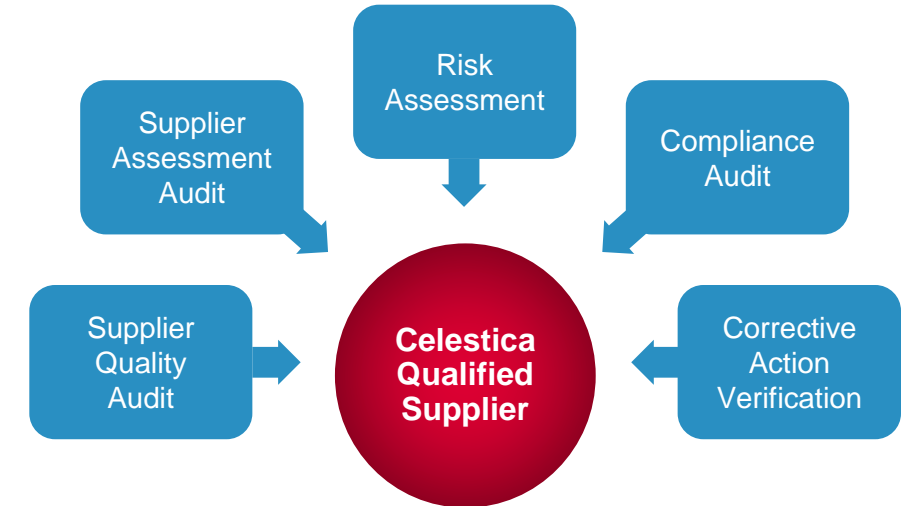 Risk
Assessment
Supplier
Assessment
Audit
Compliance
Audit
Supplier
Quality
Audit
Celestica
Qualified
Supplier
Corrective
Action
Verification